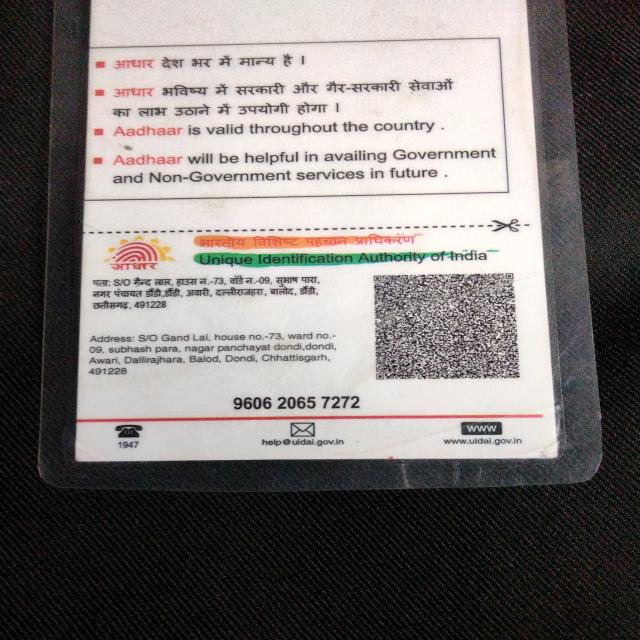 आधार देश भर में मान्य है ।
आधार भविष्य में सरकारी और गैर-सरकारी सेवाओं
का लाभ उठाने में उपयोगी होगा ।
Aadhaar is valid throughout the country .
Aadhaar will be helpful in availing Government
and Non-Government services in future .
भारतीय विशिष्ट पहचान प्राधिकरण
Unique Identification Authority of India
आधार
पता: S/O गैन्द लाल, हाउस न.-73, वॉर्ड न.-09, सुभाष पारा,
नगर पंचायत डोंडी,डोंडी, अवारी, दल्लीराजहरा, बालोद, डोंडी,
छत्तीसगढ़, 491228
Address: S/O Gand Lal, house no.-73, ward no.-
09, subhash para, nagar panchayat dondi,dondi,
Awari, Dallirajhara, Balod, Dondi, Chhattisgarh,
491228
9606 2065 7272
1947
help@uidai.gov.in
www
www.uidai.gov.in